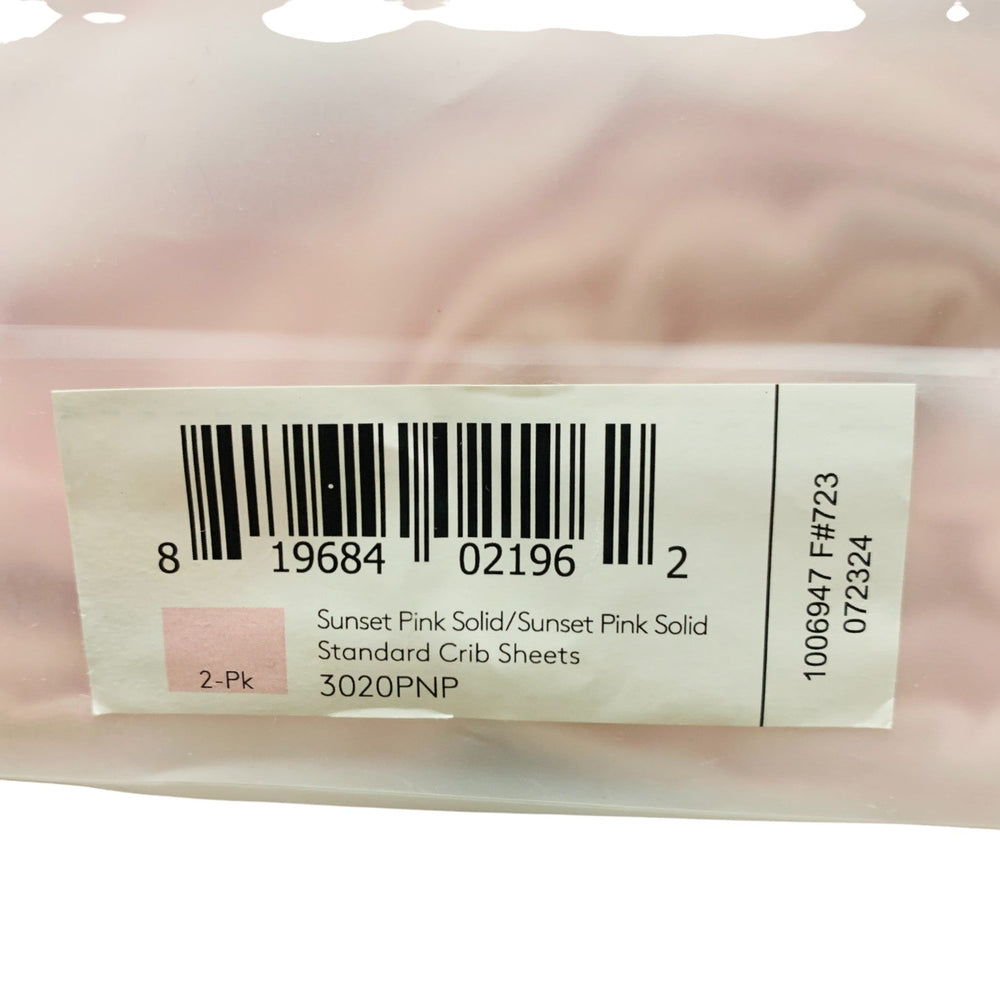 8 19684 02196 2
2-Pk
Sunset Pink Solid/Sunset Pink Solid
Standard Crib Sheets
3020PNP
1006947 F#723
072324